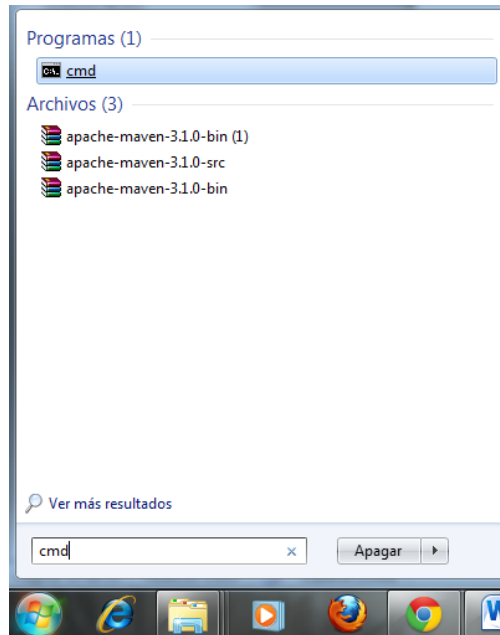 Programas (1)
cmd
Archivos (3)
apache-maven-3.1.0-bin (1)
apache-maven-3.1.0-src
apache-maven-3.1.0-bin
Ver más resultados
cmd
Apagar